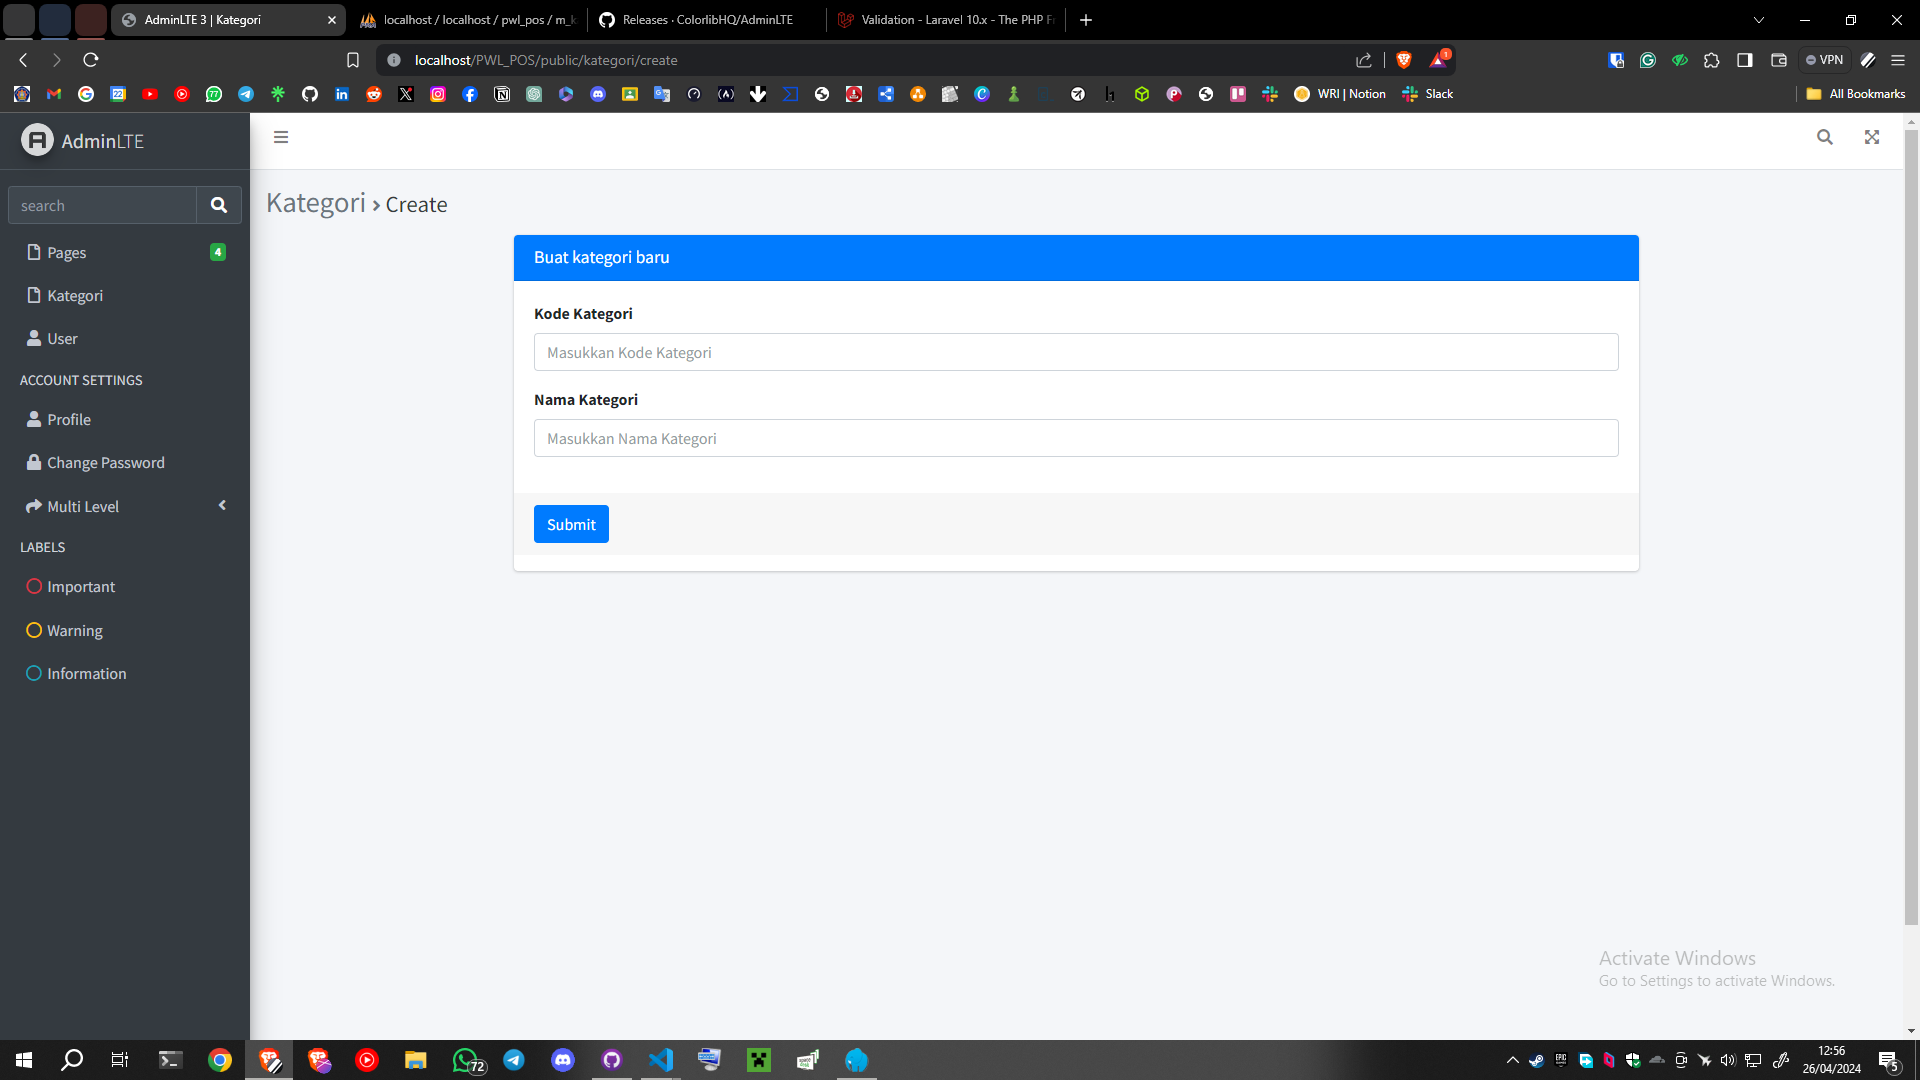 AdminLTE 3 | Kategori
localhost / localhost / pwl_pos / m_k
Releases · ColorlibHQ/AdminLTE
Validation - Laravel 10.x - The PHP Fr
localhost/PWL_POS/public/kategori/create
1
VPN
WRI | Notion
Slack
All Bookmarks
AdminLTE
search
Pages
4
Kategori
User
ACCOUNT SETTINGS
Profile
Change Password
Multi Level
LABELS
Important
Warning
Information
Kategori › Create
Buat kategori baru
Kode Kategori
Masukkan Kode Kategori
Nama Kategori
Masukkan Nama Kategori
Submit
Activate Windows
Go to Settings to activate Windows.
72
12:56
26/04/2024
5